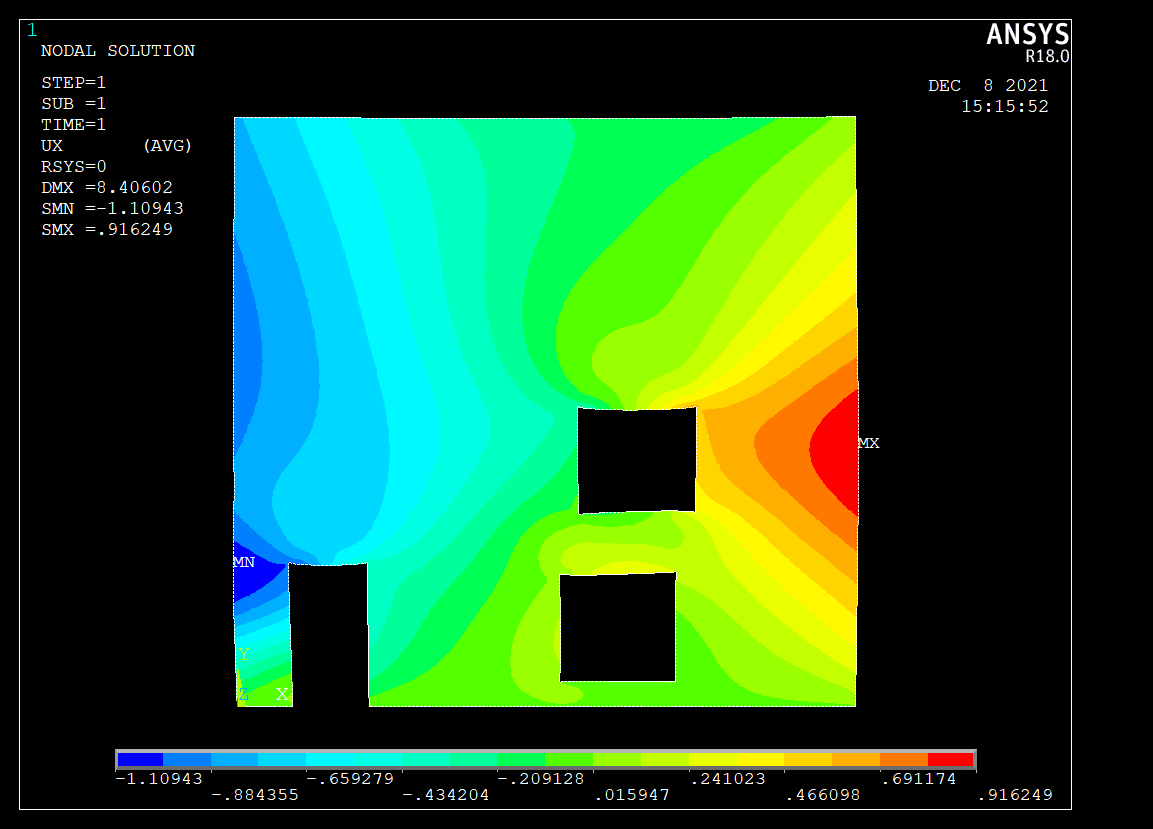 1
ANSYS
R18.0
NODAL SOLUTION
DEC  8 2021
15:15:52
STEP=1
SUB =1
TIME=1
UX       (AVG)
RSYS=0
DMX =8.40602
SMN =-1.10943
SMX =.916249
MX
MN
Y
Z X
-1.10943 -.659279 -.209128 .241023 .691174
-.884355 -.434204 .015947 .466098 .916249